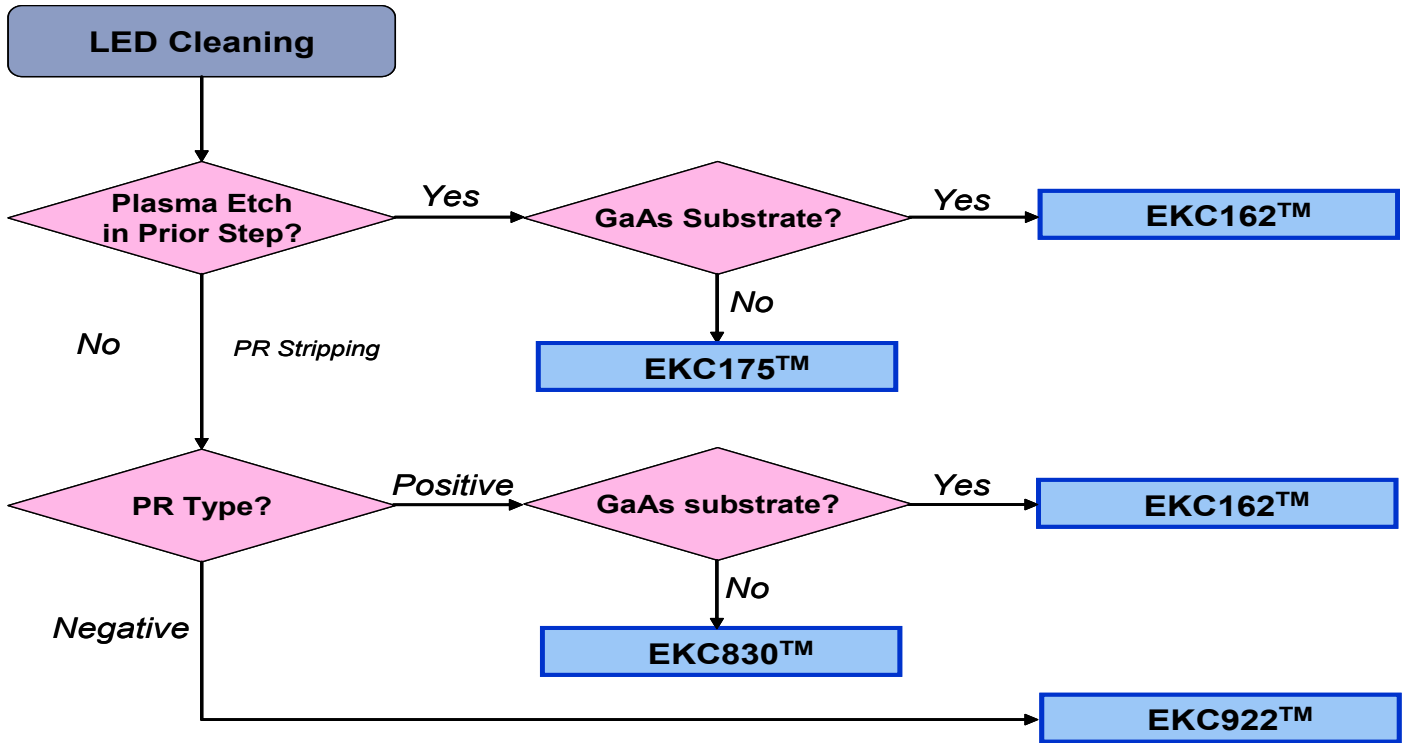 LED Cleaning
Plasma Etch
in Prior Step?
Yes
GaAs Substrate?
Yes
EKC162™
No
EKC175™
No
PR Stripping
PR Type?
Positive
GaAs substrate?
Yes
EKC162™
No
EKC830™
Negative
EKC922™